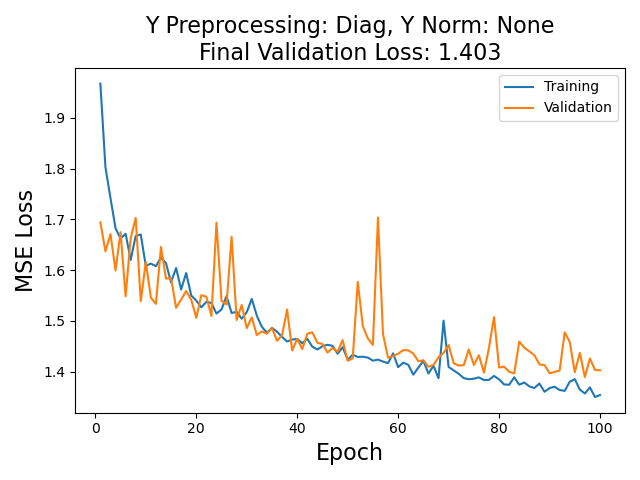 Y Preprocessing: Diag, Y Norm: None
Final Validation Loss: 1.403
Training
Validation
1.9
1.8
1.7
1.6
1.5
1.4
MSE Loss
0
20
40
60
80
100
Epoch